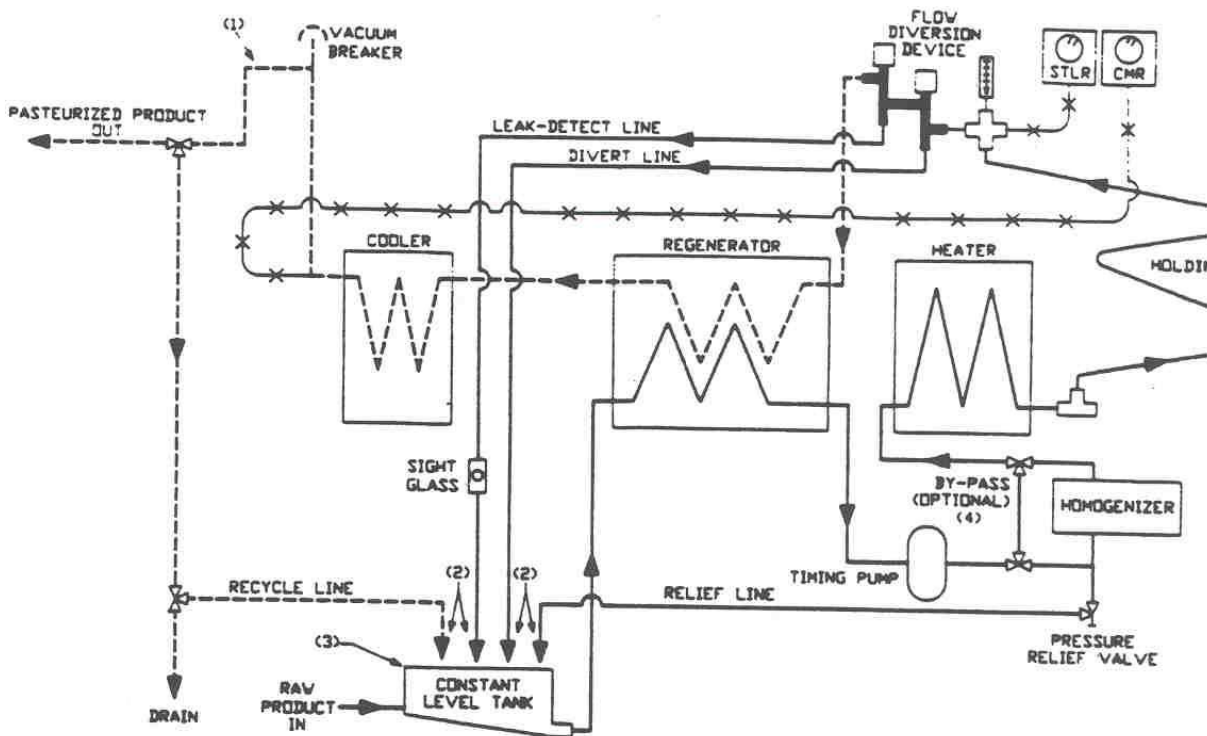 (1)
VACUUM
BREAKER
FLOW
DIVERSION
DEVICE
STLR
CMR
PASTEURIZED PRODUCT
OUT
LEAK-DETECT LINE
DIVERT LINE
COOLER
REGENERATOR
HEATER
HOLDIN
SIGHT
GLASS
BY-PASS
(OPTIONAL)
(4)
HOMOGENIZER
TIMING PUMP
RECYCLE LINE
(2)
(2)
RELIEF LINE
PRESSURE
RELIEF VALVE
(3)
CONSTANT
LEVEL TANK
RAW
PRODUCT
IN
DRAIN